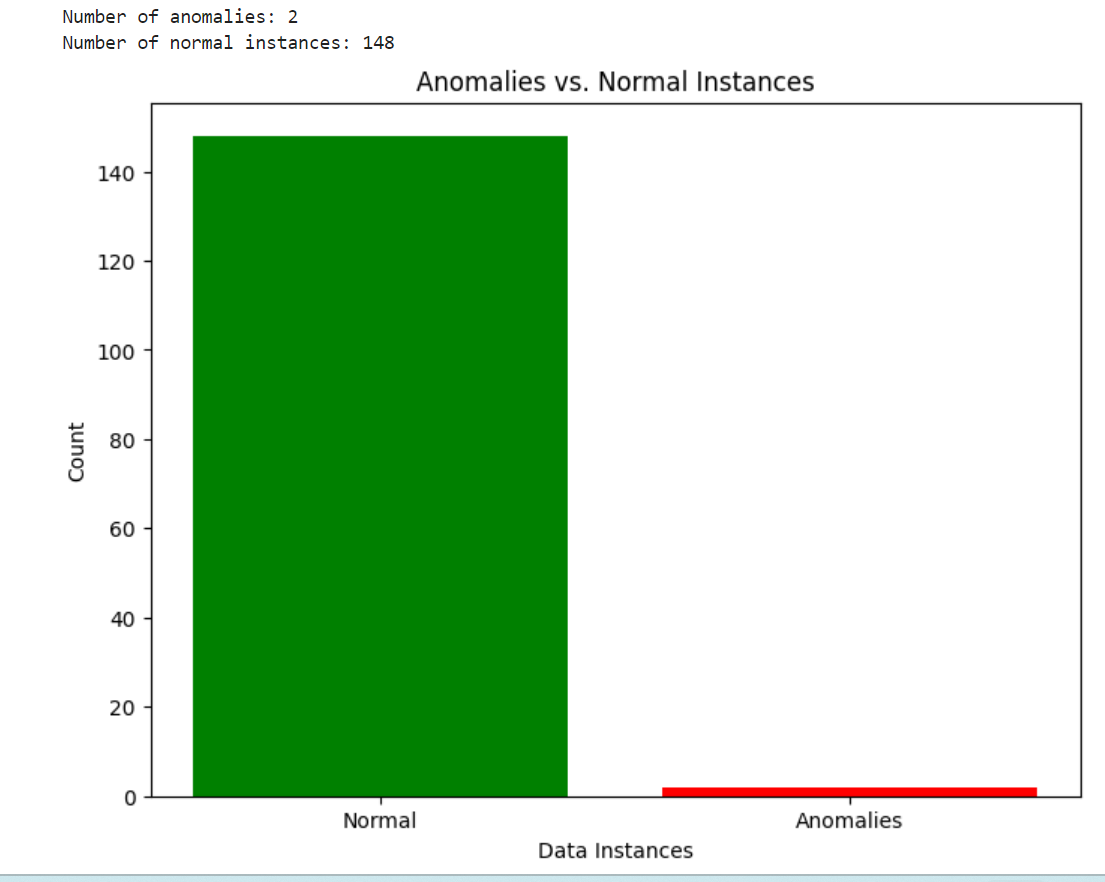 Number of anomalies: 2
Number of normal instances: 148
Anomalies vs. Normal Instances
140
120
100
80
60
40
20
0
Count
Normal Anomalies
Data Instances